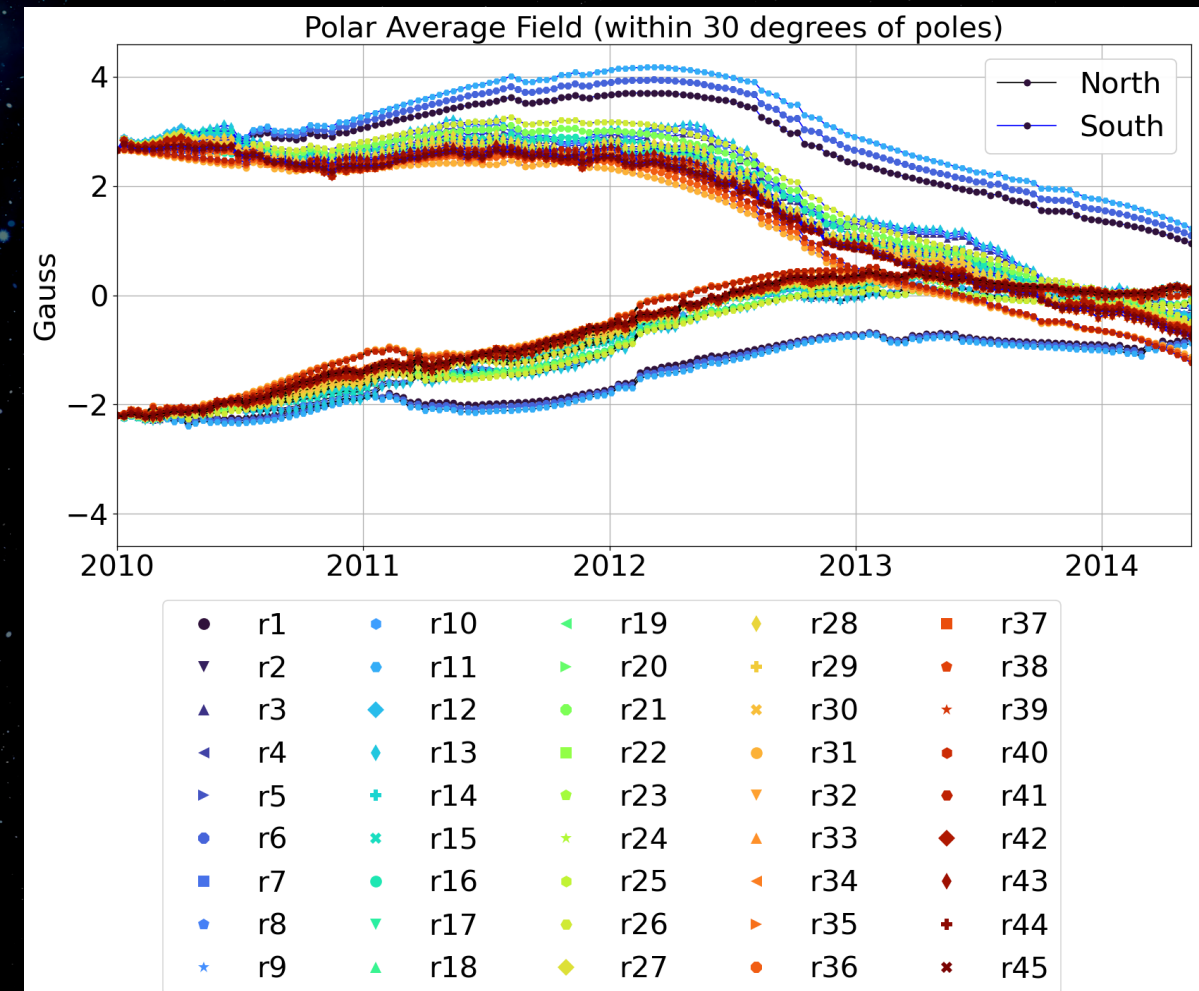 Polar Average Field (within 30 degrees of poles)
4
2
0
−2
−4
Gauss
North
South
2010 2011 2012 2013 2014
r1 r10 r19 r28 r37
r2 r11 r20 r29 r38
r3 r12 r21 r30 r39
r4 r13 r22 r31 r40
r5 r14 r23 r32 r41
r6 r15 r24 r33 r42
r7 r16 r25 r34 r43
r8 r17 r26 r35 r44
r9 r18 r27 r36 r45